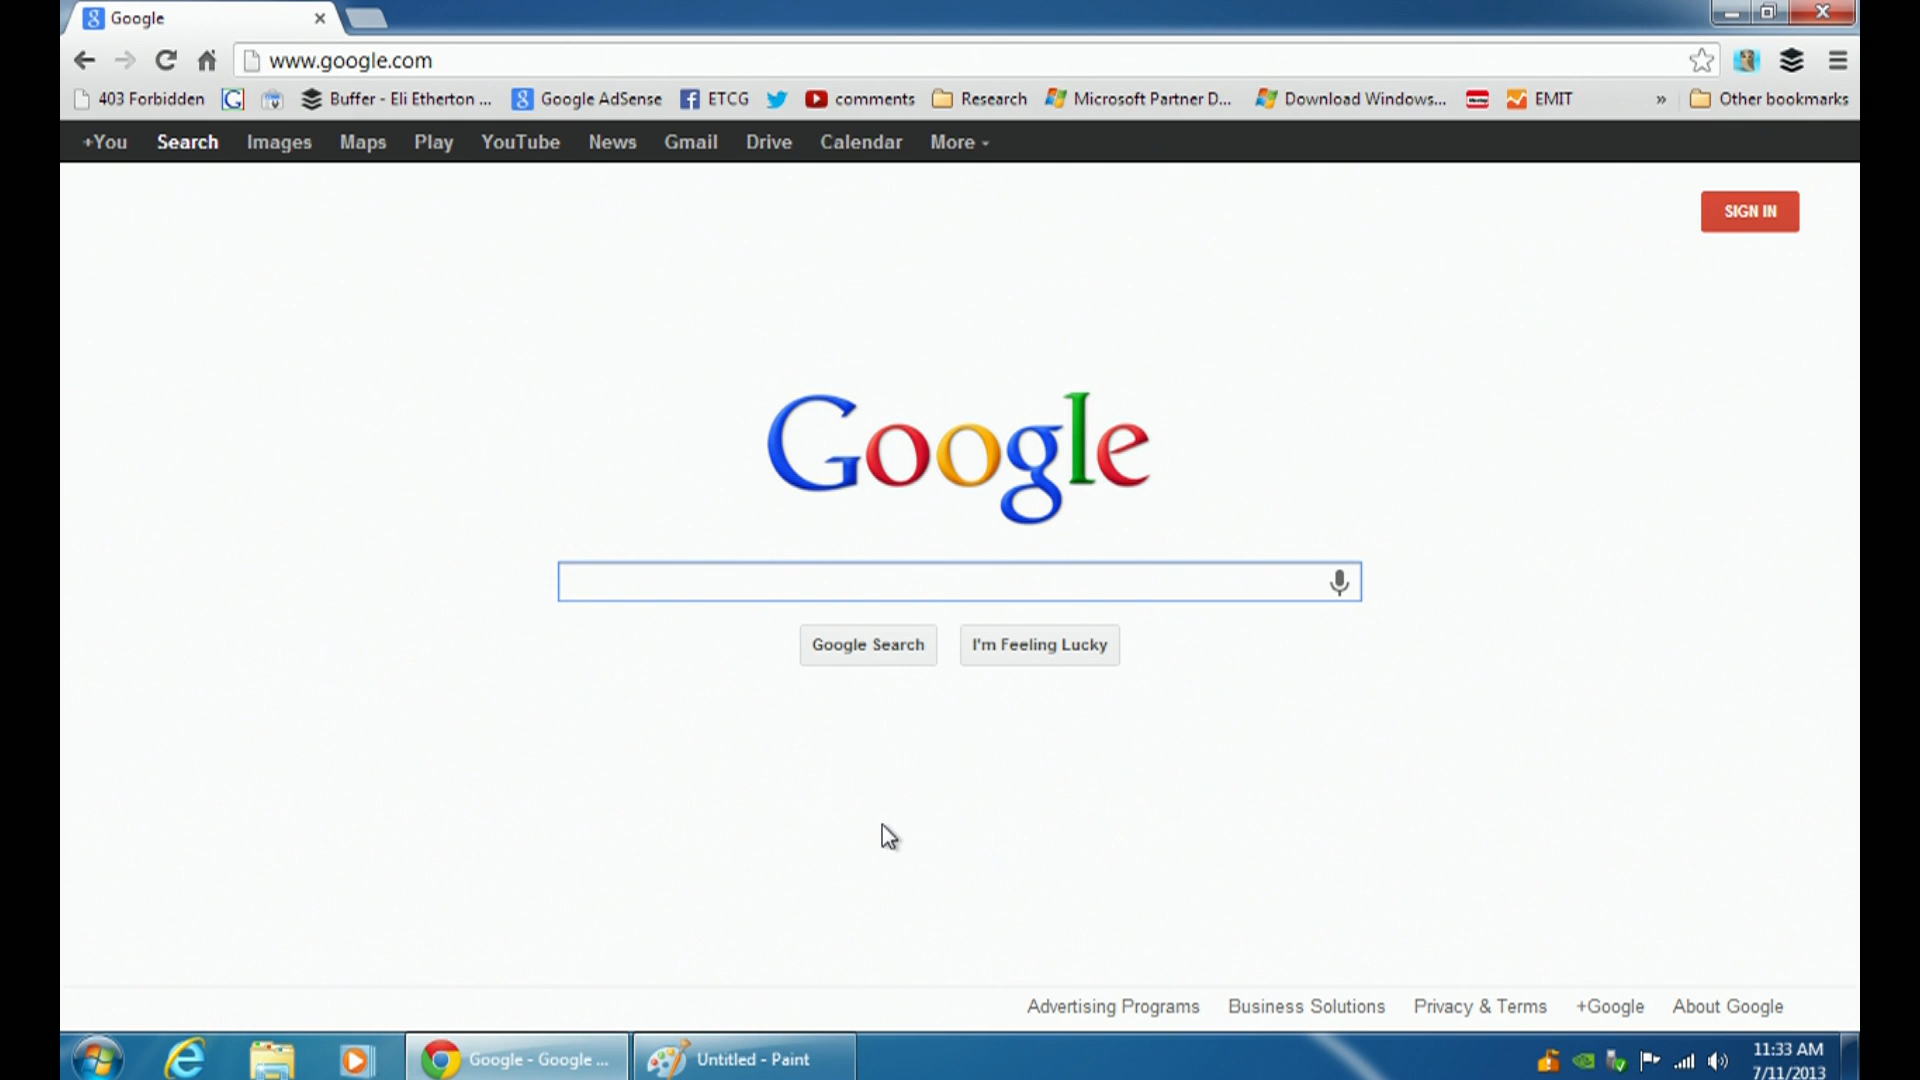 Google
www.google.com
403 Forbidden Buffer - Eli Etherton ... Google AdSense ETCG comments Research Microsoft Partner D... Download Windows... EMIT » Other bookmarks
+You Search Images Maps Play YouTube News Gmail Drive Calendar More
SIGN IN
Google
Google Search I'm Feeling Lucky
Advertising Programs Business Solutions Privacy & Terms +Google About Google
Google - Google ... Untitled - Paint 11:33 AM
7/11/2013